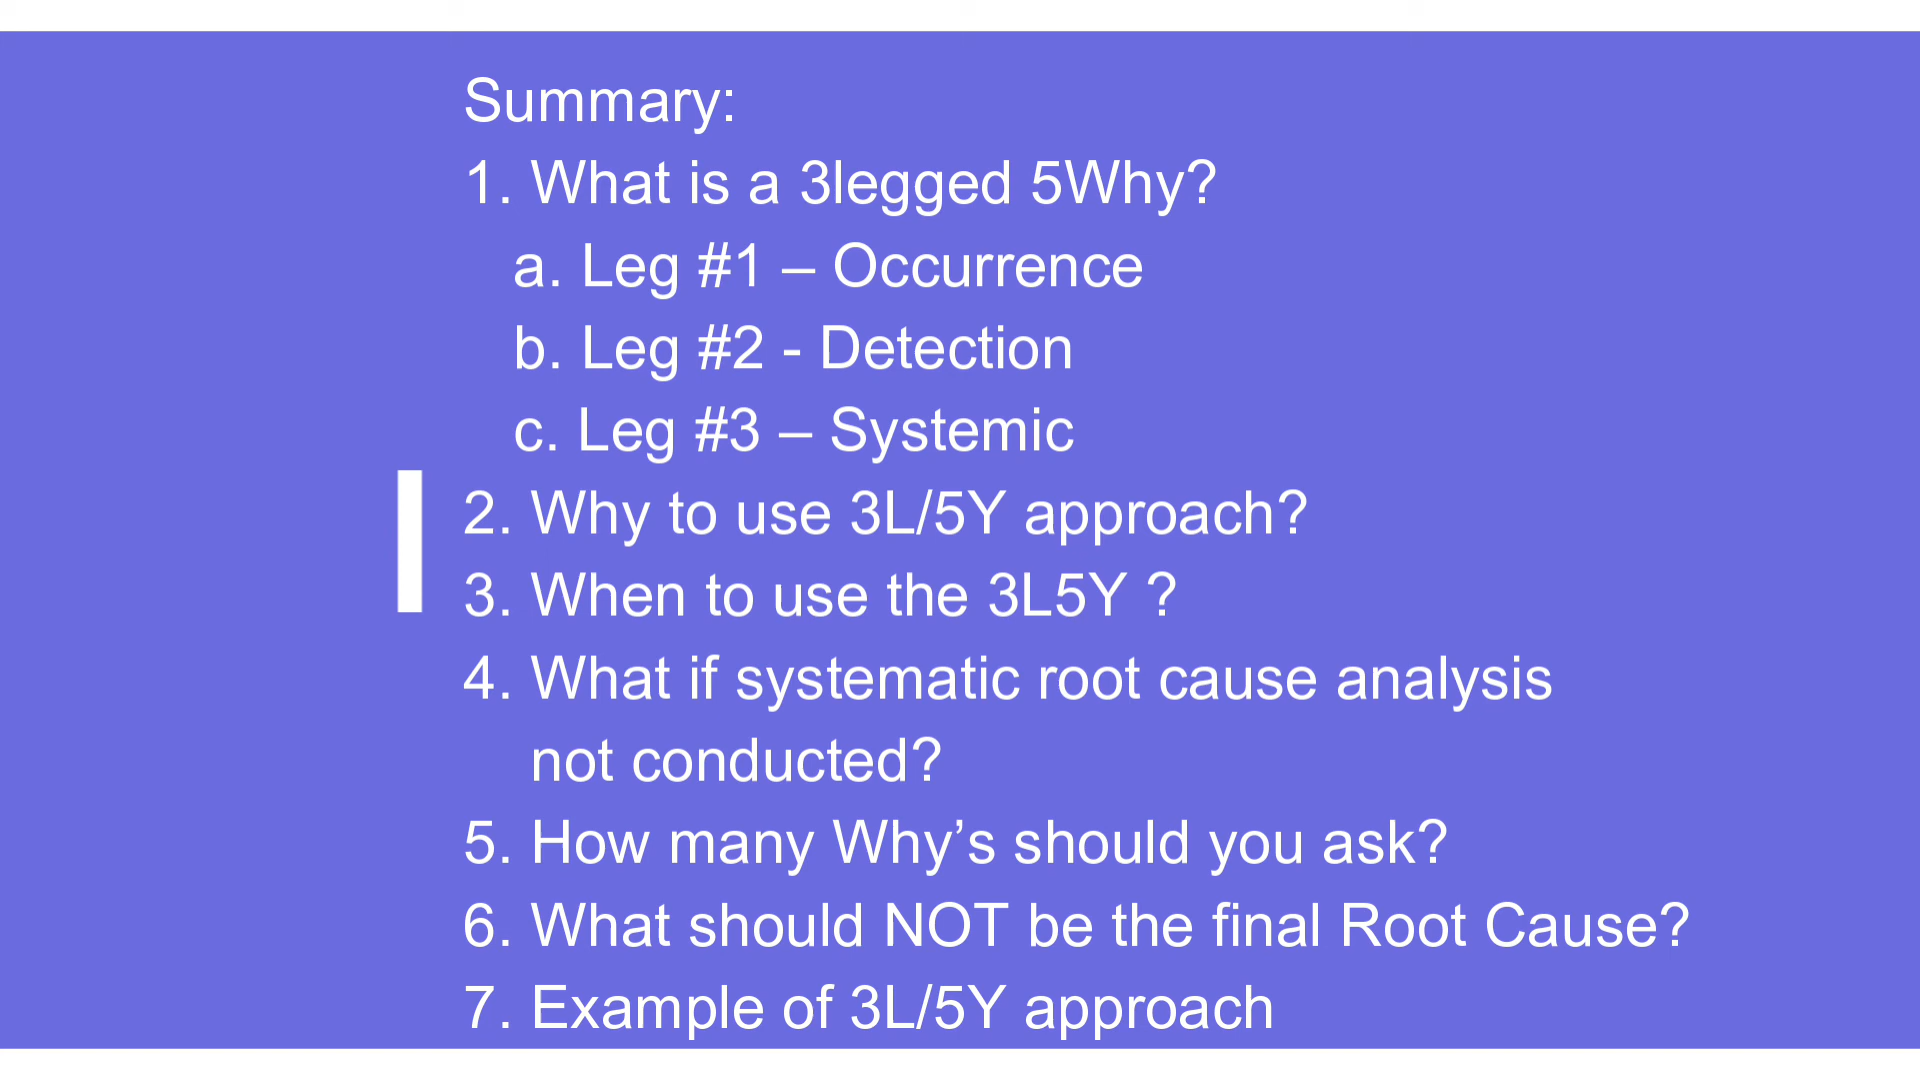 Summary:
1. What is a 3legged 5Why?
a. Leg #1 – Occurrence
b. Leg #2 - Detection
c. Leg #3 – Systemic
2. Why to use 3L/5Y approach?
3. When to use the 3L5Y ?
4. What if systematic root cause analysis
not conducted?
5. How many Why’s should you ask?
6. What should NOT be the final Root Cause?
7. Example of 3L/5Y approach